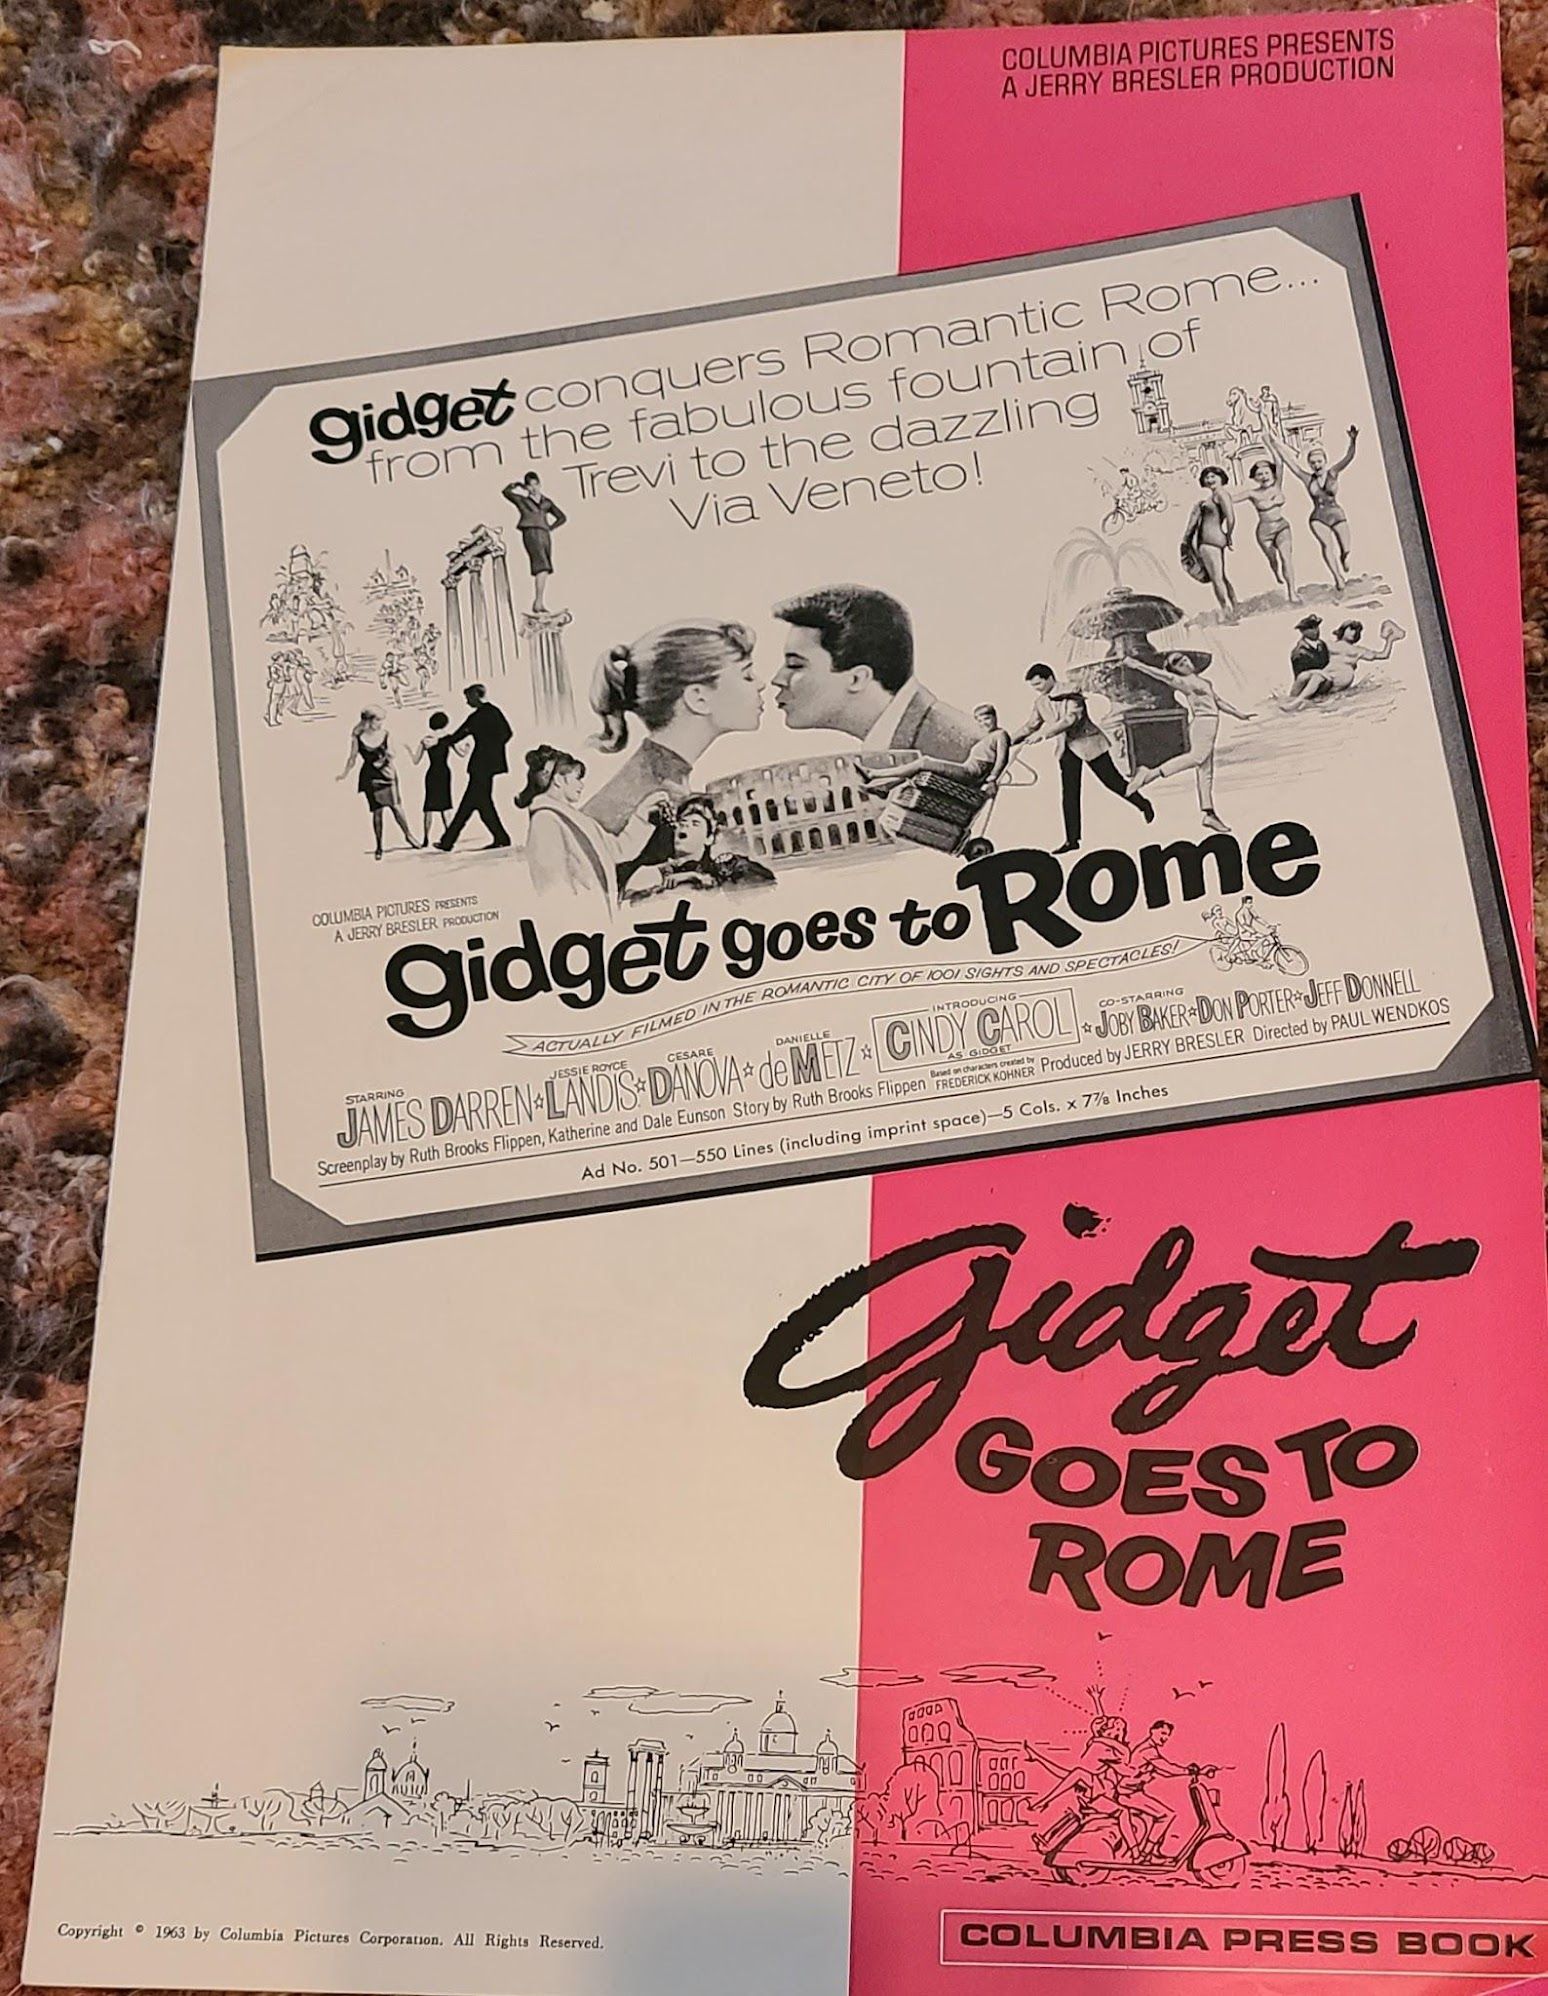 COLUMBIA PICTURES PRESENTS
A JERRY BRESLER PRODUCTION
gidget conquers Romantic Rome...
from the fabulous fountain of
Trevi to the dazzling
Via Veneto!
COLUMBIA PICTURES PRESENTS
A JERRY BRESLER PRODUCTION
gidget goes to Rome
ACTUALLY FILMED IN THE ROMANTIC CITY OF 1001 SIGHTS AND SPECTACLES!
STARRING
JAMES DARREN☆JESSIE ROYCE LANDIS☆CESARE DANOVA☆DANIELLE de METZ☆INTRODUCING CINDY CAROL AS GIDGET☆CO-STARRING JOBY BAKER☆DON PORTER☆JEFF DONNELL
Screenplay by Ruth Brooks Flippen, Katherine and Dale Eunson Story by Ruth Brooks Flippen Based on characters created by FREDERICK KOHNER Produced by JERRY BRESLER Directed by PAUL WENDKOS
Ad No. 501—550 Lines (including imprint space)—5 Cols. x 7⅞ Inches
Gidget
GOES TO
ROME
Copyright © 1963 by Columbia Pictures Corporation. All Rights Reserved.
COLUMBIA PRESS BOOK